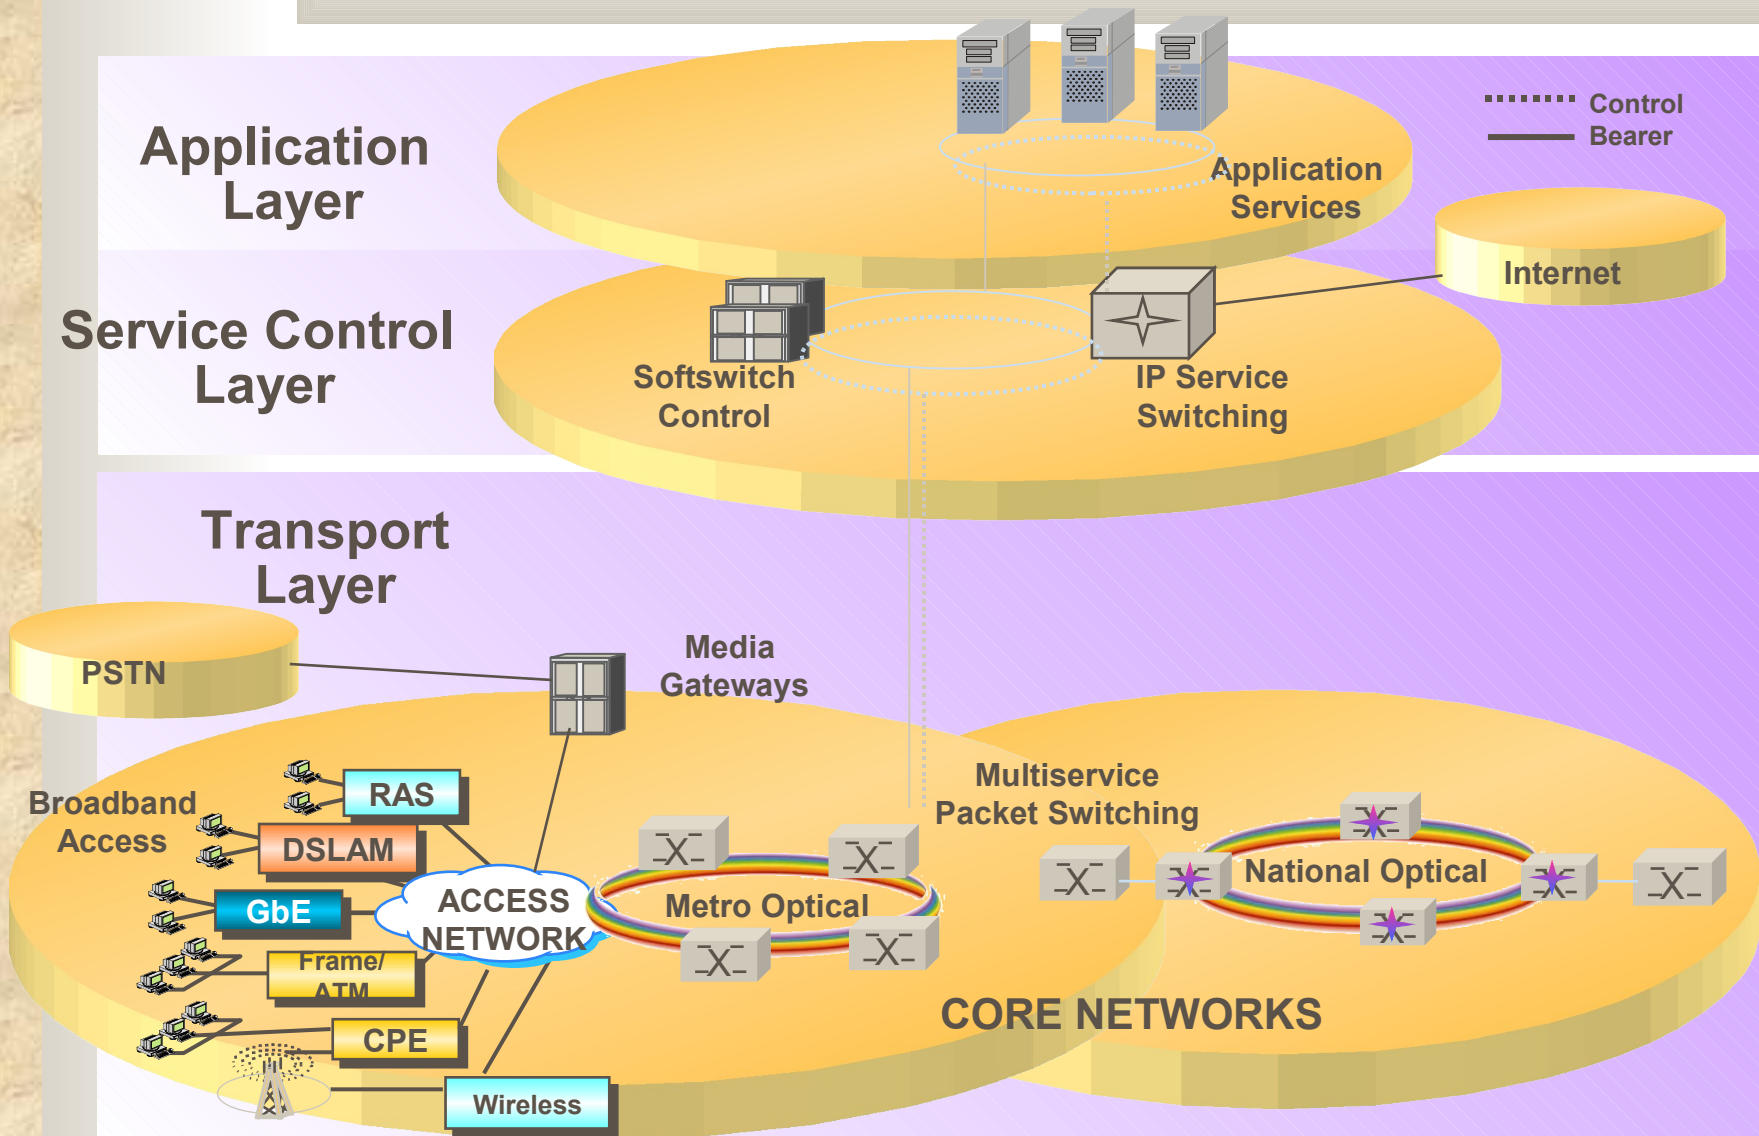 Application
Layer
Control
Bearer
Application
Services
Internet
Service Control
Layer
Softswitch
Control
IP Service
Switching
Transport
Layer
PSTN
Media
Gateways
Broadband
Access
RAS
DSLAM
GbE
Frame/
ATM
CPE
Wireless
ACCESS
NETWORK
Metro Optical
Multiservice
Packet Switching
National Optical
CORE NETWORKS